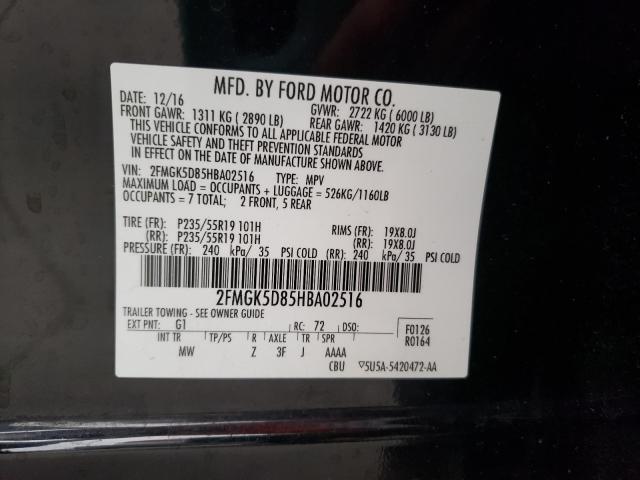 MFD. BY FORD MOTOR CO.
DATE: 12/16 GVWR: 2722 KG ( 6000 LB)
FRONT GAWR: 1311 KG ( 2890 LB) REAR GAWR: 1420 KG ( 3130 LB)
THIS VEHICLE CONFORMS TO ALL APPLICABLE FEDERAL MOTOR
VEHICLE SAFETY AND THEFT PREVENTION STANDARDS
IN EFFECT ON THE DATE OF MANUFACTURE SHOWN ABOVE.
VIN: 2FMGK5D85HBA02516 TYPE: MPV
MAXIMUM LOAD = OCCUPANTS + LUGGAGE = 526KG/1160LB
OCCUPANTS = 7 TOTAL; 2 FRONT, 5 REAR
TIRE (FR): P235/55R19 101H RIMS (FR): 19X8.0J
(RR): P235/55R19 101H (RR): 19X8.0J
PRESSURE (FR): 240 kPa/ 35 PSI COLD (RR): 240 kPa/ 35 PSI COLD
2FMGK5D85HBA02516
TRAILER TOWING - SEE OWNER GUIDE
EXT PNT: G1 RC: 72 DSO: F0126
INT TR TP/PS R AXLE TR SPR R0164
MW Z 3F J AAAA
CBU ▽5U5A-5420472-AA